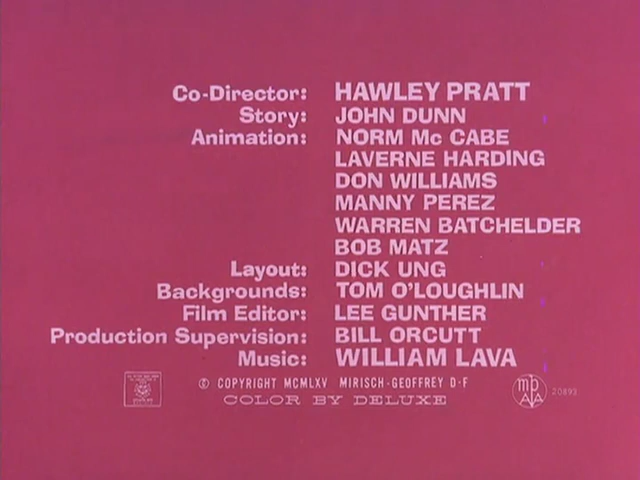 Co-Director: HAWLEY PRATT
Story: JOHN DUNN
Animation: NORM Mc CABE
LAVERNE HARDING
DON WILLIAMS
MANNY PEREZ
WARREN BATCHELDER
BOB MATZ
Layout: DICK UNG
Backgrounds: TOM O'LOUGHLIN
Film Editor: LEE GUNTHER
Production Supervision: BILL ORCUTT
Music: WILLIAM LAVA
© COPYRIGHT MCMLXV MIRISCH-GEOFFREY D-F
COLOR BY DELUXE
MPAA